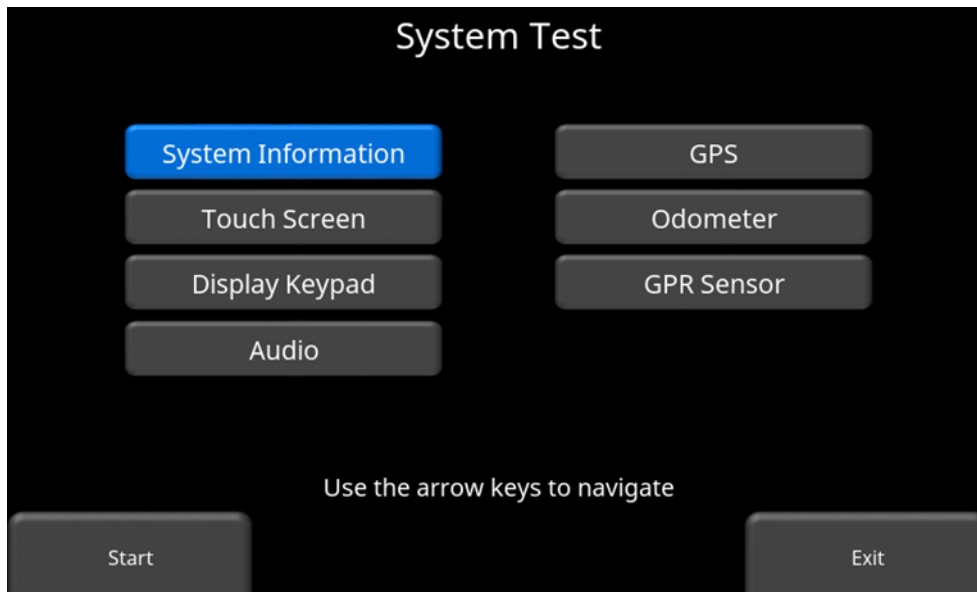 System Test
System Information
GPS
Touch Screen
Odometer
Display Keypad
GPR Sensor
Audio
Use the arrow keys to navigate
Start
Exit